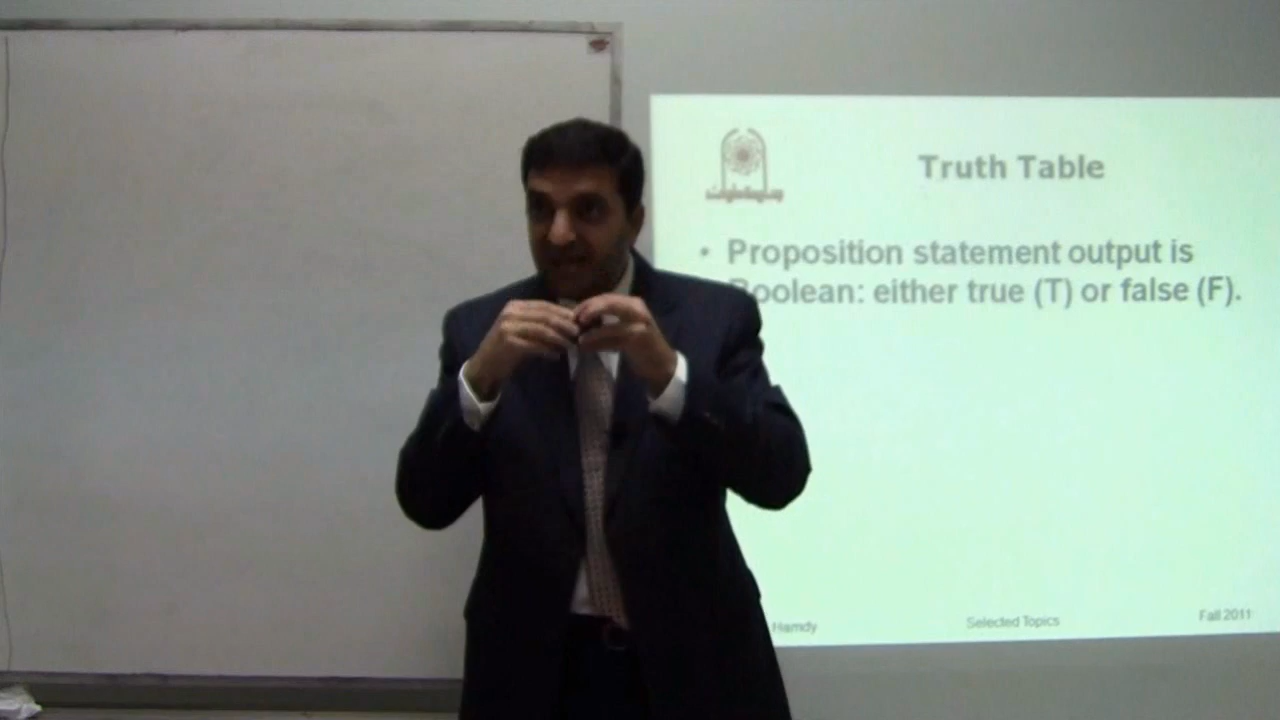 Truth Table
• Proposition statement output is
Boolean: either true (T) or false (F).
Hamdy
Selected Topics
Fall 2011